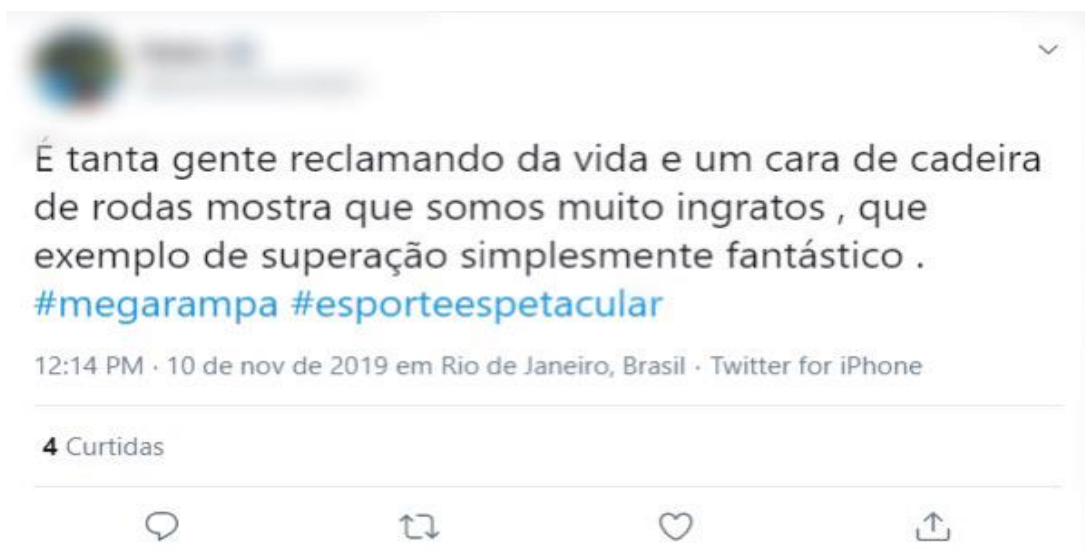 É tanta gente reclamando da vida e um cara de cadeira
de rodas mostra que somos muito ingratos , que
exemplo de superação simplesmente fantástico .
#megarampa #esporteespetacular
12:14 PM · 10 de nov de 2019 em Rio de Janeiro, Brasil · Twitter for iPhone
4 Curtidas